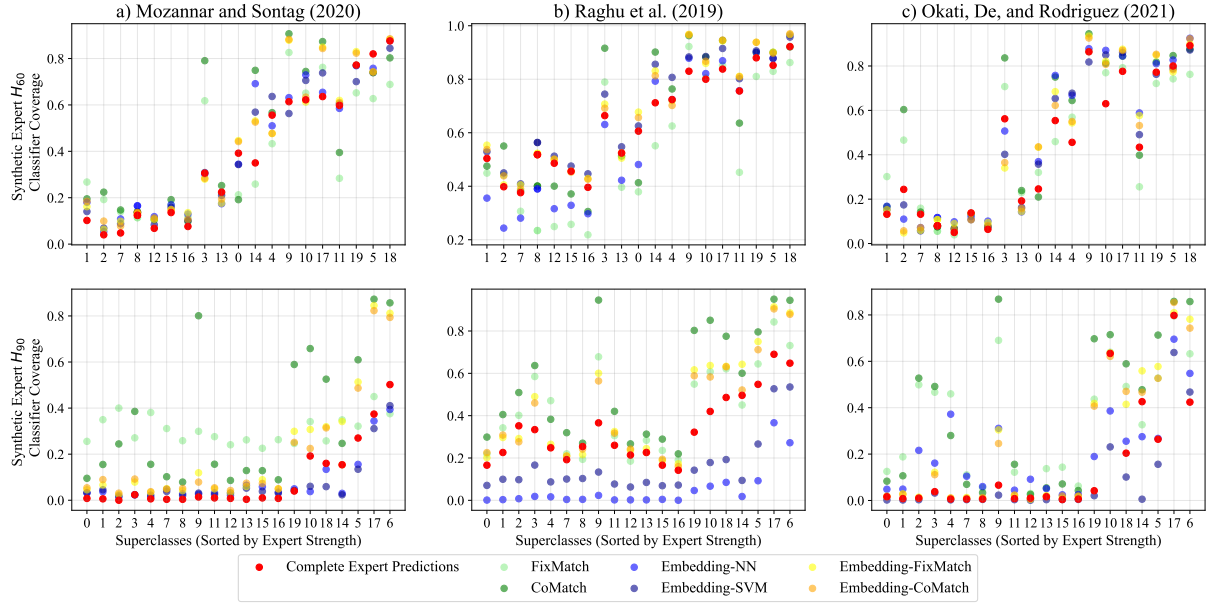 a) Mozannar and Sontag (2020)
b) Raghu et al. (2019)
c) Okati, De, and Rodriguez (2021)
Synthetic Expert H60
Classifier Coverage
0.8
0.6
0.4
0.2
0.0
1 2 7 8 12 15 16 3 13 0 14 4 9 10 17 11 19 5 18
1.0
0.8
0.6
0.4
0.2
1 2 7 8 12 15 16 3 13 0 14 4 9 10 17 11 19 5 18
1.0
0.8
0.6
0.4
0.2
0.0
1 2 7 8 12 15 16 3 13 0 14 4 9 10 17 11 19 5 18
Synthetic Expert H90
Classifier Coverage
0.8
0.6
0.4
0.2
0.0
0 1 2 3 4 7 8 9 11 12 13 15 16 19 10 18 14 5 17 6
Superclasses (Sorted by Expert Strength)
0.8
0.6
0.4
0.2
0.0
0 1 2 3 4 7 8 9 11 12 13 15 16 19 10 18 14 5 17 6
Superclasses (Sorted by Expert Strength)
0.8
0.6
0.4
0.2
0.0
0 1 2 3 4 7 8 9 11 12 13 15 16 19 10 18 14 5 17 6
Superclasses (Sorted by Expert Strength)
Complete Expert Predictions
FixMatch
CoMatch
Embedding-NN
Embedding-SVM
Embedding-FixMatch
Embedding-CoMatch